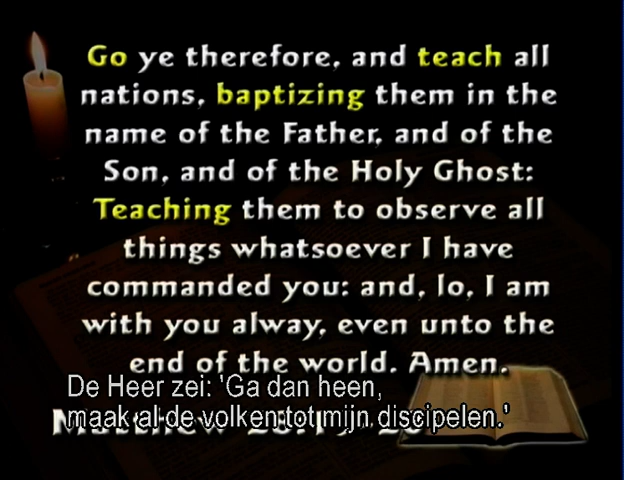 Go ye therefore, and teach all
nations, baptizing them in the
name of the Father, and of the
Son, and of the Holy Ghost:
Teaching them to observe all
things whatsoever I have
commanded you: and, lo, I am
with you alway, even unto the
end of the world. Amen.
De Heer zei: 'Ga dan heen,
maak al de volken tot mijn discipelen.'
Matthew